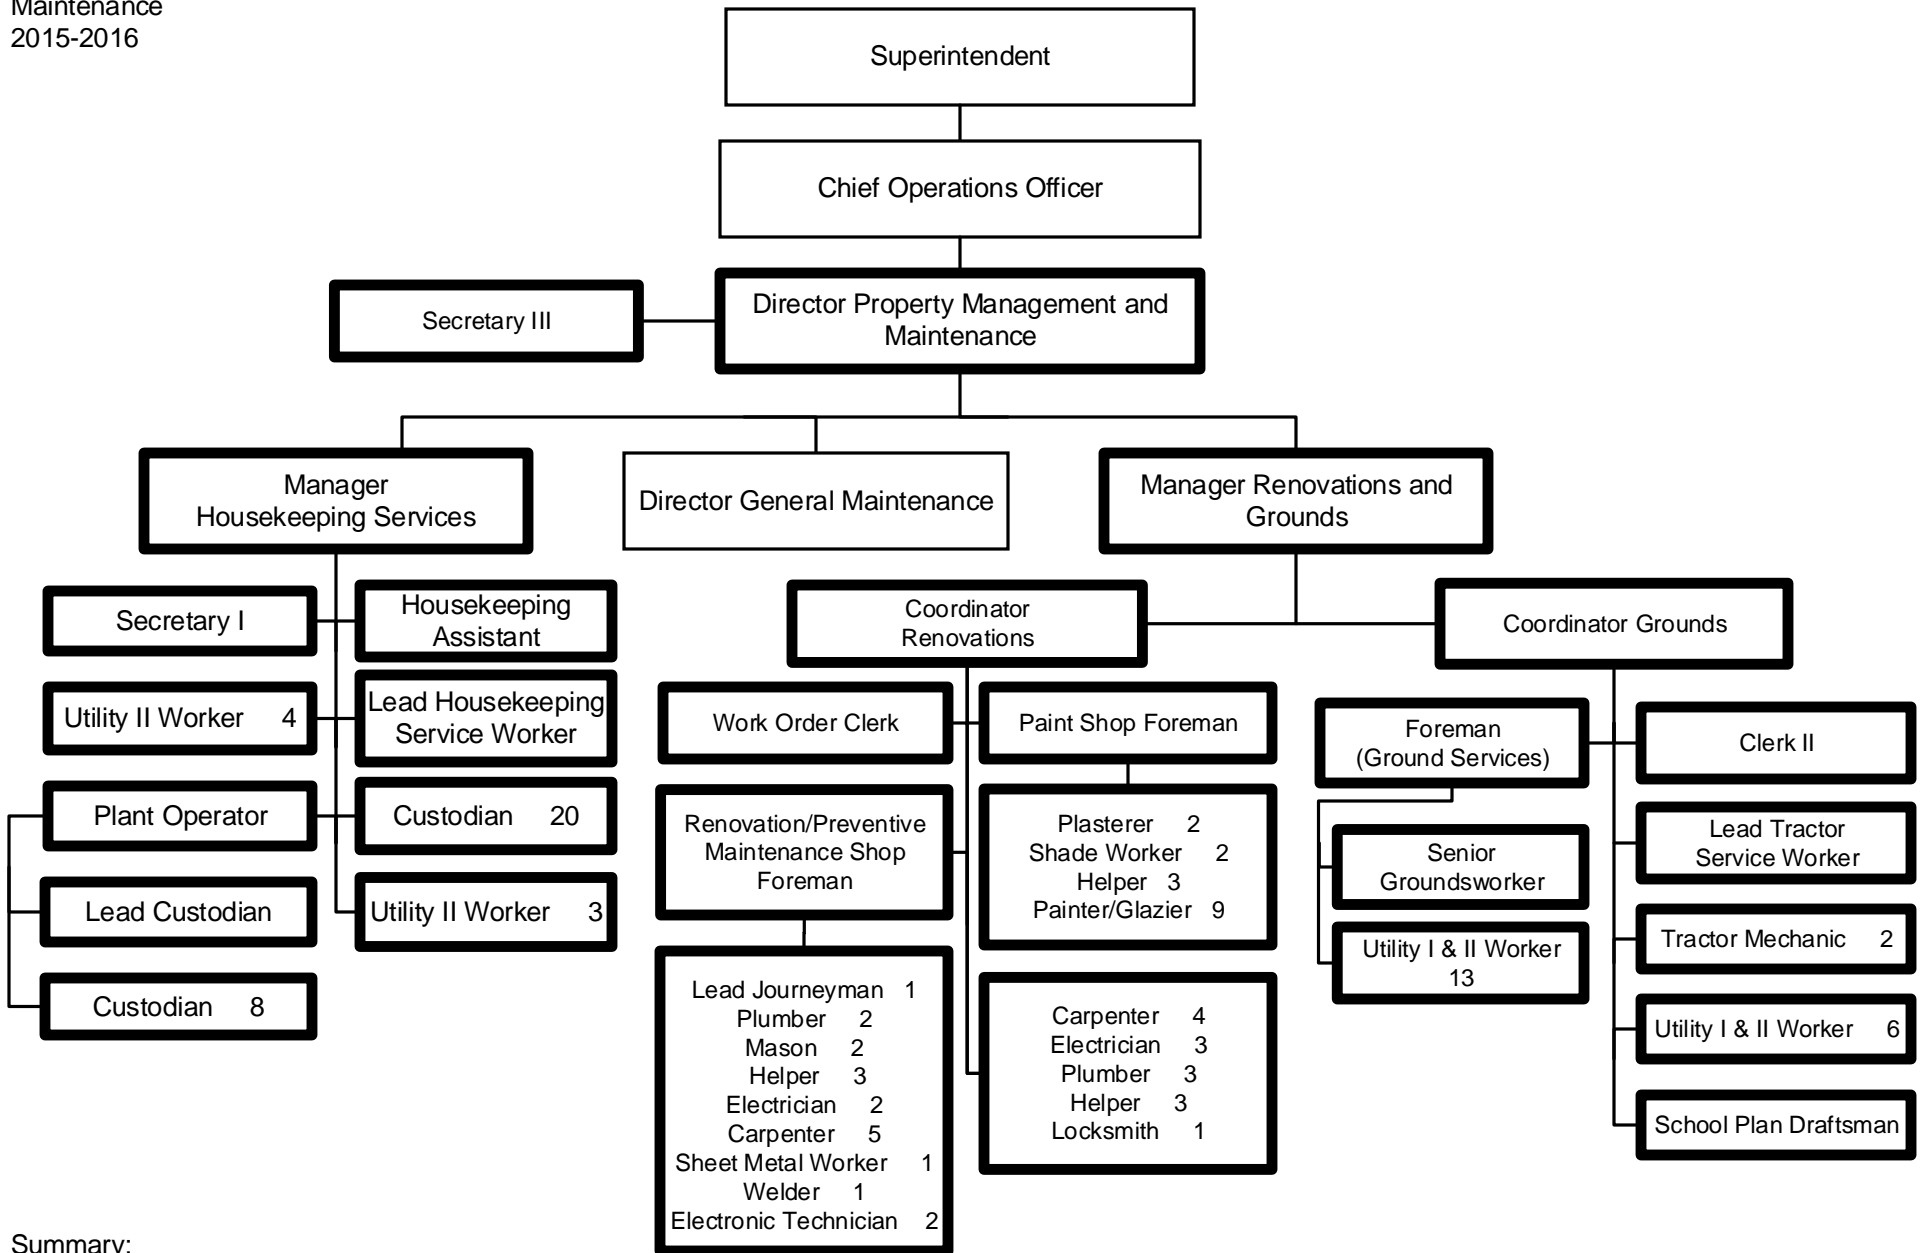 Maintenance
2015-2016
Superintendent
Chief Operations Officer
Secretary III
Director Property Management and
Maintenance
Manager
Housekeeping Services
Director General Maintenance
Manager Renovations and
Grounds
Secretary I
Housekeeping
Assistant
Utility II Worker 4
Lead Housekeeping
Service Worker
Plant Operator
Custodian 20
Lead Custodian
Utility II Worker 3
Custodian 8
Coordinator
Renovations
Work Order Clerk
Paint Shop Foreman
Renovation/Preventive
Maintenance Shop
Foreman
Plasterer 2
Shade Worker 2
Helper 3
Painter/Glazier 9
Lead Journeyman 1
Plumber 2
Mason 2
Helper 3
Electrician 2
Carpenter 5
Sheet Metal Worker 1
Welder 1
Electronic Technician 2
Carpenter 4
Electrician 3
Plumber 3
Helper 3
Locksmith 1
Coordinator Grounds
Foreman
(Ground Services)
Clerk II
Senior
Groundsworker
Utility I & II Worker
13
Lead Tractor
Service Worker
Tractor Mechanic 2
Utility I & II Worker 6
School Plan Draftsman
Summary: